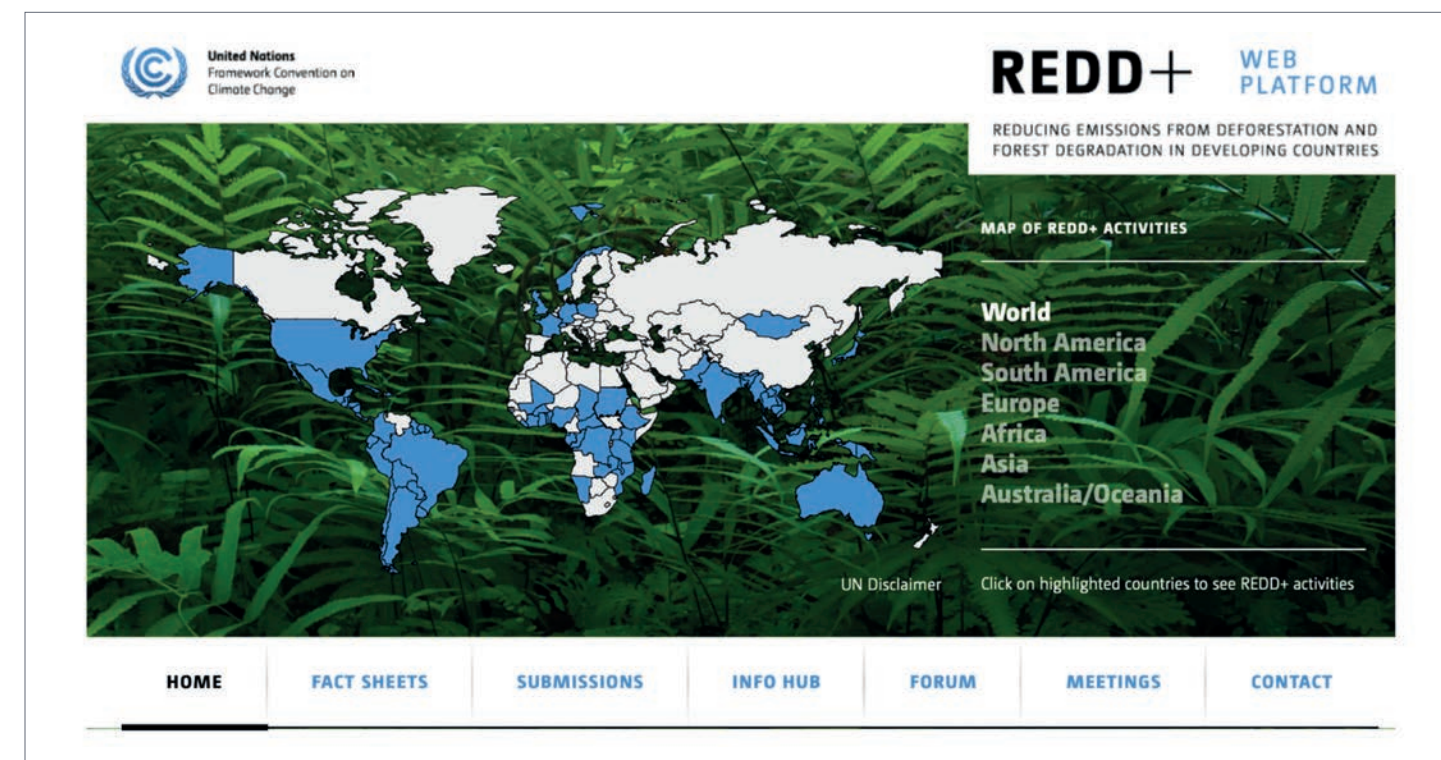 United Nations
Framework Convention on
Climate Change
REDD+
WEB
PLATFORM
REDUCING EMISSIONS FROM DEFORESTATION AND
FOREST DEGRADATION IN DEVELOPING COUNTRIES
MAP OF REDD+ ACTIVITIES
World
North America
South America
Europe
Africa
Asia
Australia/Oceania
UN Disclaimer
Click on highlighted countries to see REDD+ activities
HOME
FACT SHEETS
SUBMISSIONS
INFO HUB
FORUM
MEETINGS
CONTACT